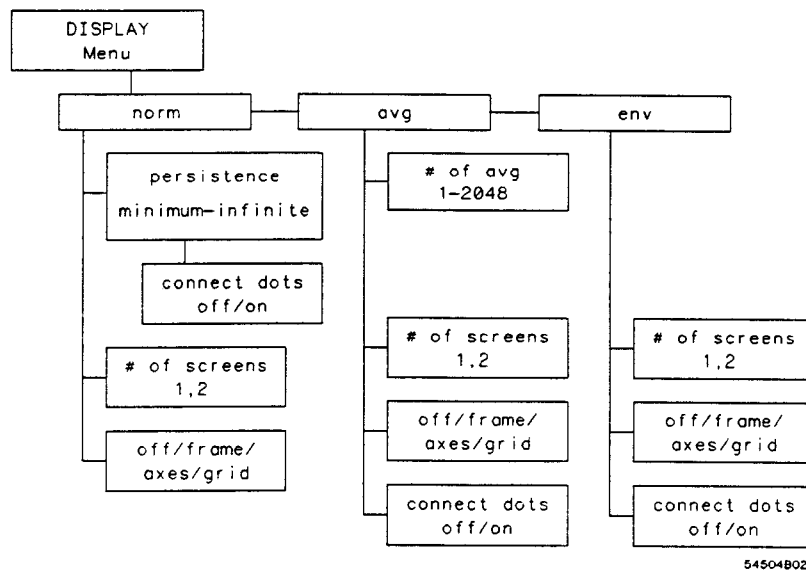 DISPLAY
Menu
norm
avg
env
persistence
minimum-infinite
connect dots
off/on
# of screens
1,2
off/frame/
axes/grid
# of avg
1-2048
# of screens
1,2
off/frame/
axes/grid
connect dots
off/on
# of screens
1,2
off/frame/
axes/grid
connect dots
off/on
54504B02